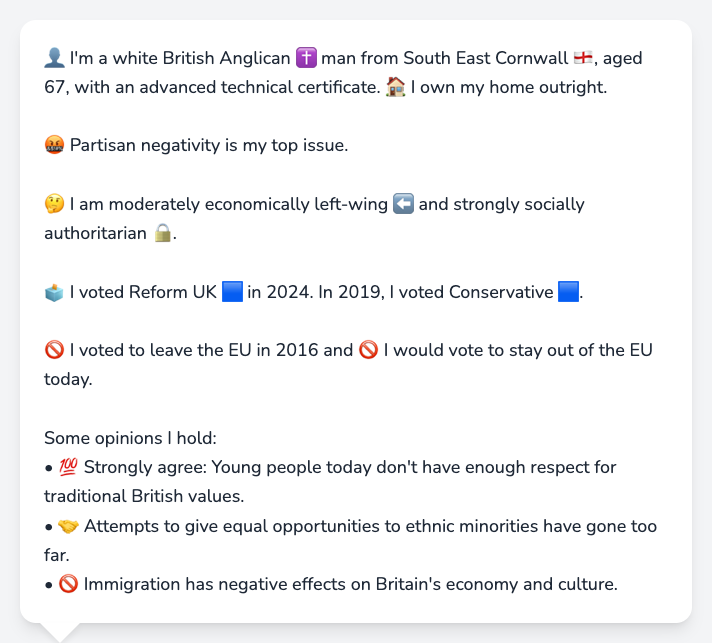 👤 I'm a white British Anglican ✝️ man from South East Cornwall 🏴󠁧󠁢󠁥󠁮󠁧󠁿, aged
67, with an advanced technical certificate. 🏠 I own my home outright.
🤬 Partisan negativity is my top issue.
🤔 I am moderately economically left-wing ⬅️ and strongly socially
authoritarian 🔒.
🗳️ I voted Reform UK 🟦 in 2024. In 2019, I voted Conservative 🟦.
🚫 I voted to leave the EU in 2016 and 🚫 I would vote to stay out of the EU
today.
Some opinions I hold:
• 💯 Strongly agree: Young people today don't have enough respect for
traditional British values.
• 🤝 Attempts to give equal opportunities to ethnic minorities have gone too
far.
• 🚫 Immigration has negative effects on Britain's economy and culture.